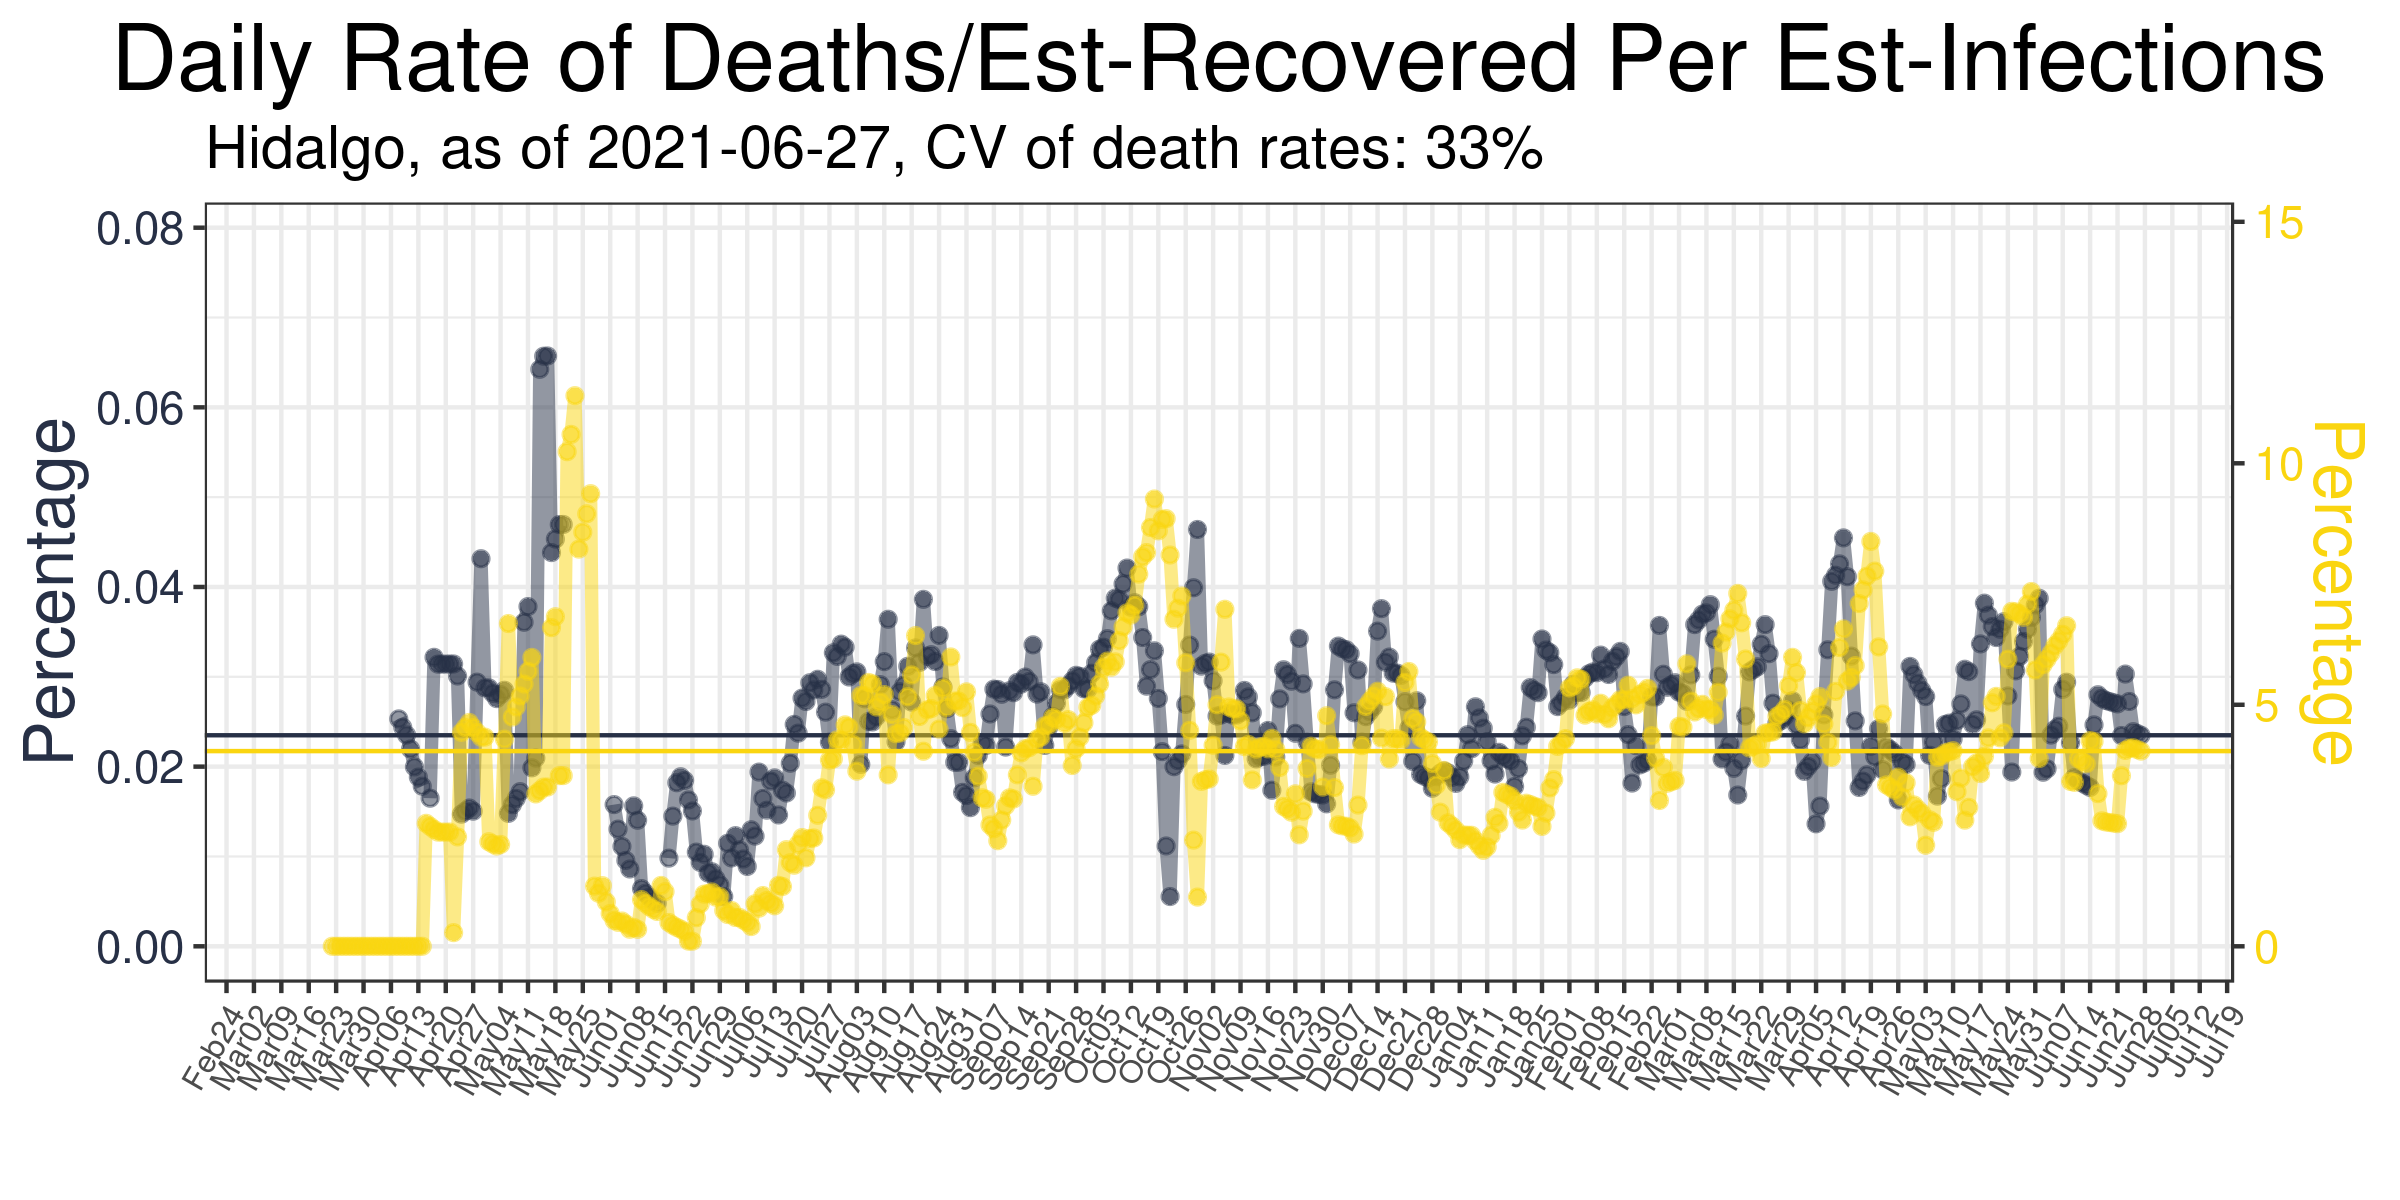 Daily Rate of Deaths/Est-Recovered Per Est-Infections
Hidalgo, as of 2021-06-27, CV of death rates: 33%
Percentage
0.08
0.06
0.04
0.02
0.00
15
10
5
0
Percentage
Feb24
Mar02
Mar09
Mar16
Mar23
Mar30
Apr06
Apr13
Apr20
Apr27
May04
May11
May18
May25
Jun01
Jun08
Jun15
Jun22
Jun29
Jul06
Jul13
Jul20
Jul27
Aug03
Aug10
Aug17
Aug24
Aug31
Sep07
Sep14
Sep21
Sep28
Oct05
Oct12
Oct19
Oct26
Nov02
Nov09
Nov16
Nov23
Nov30
Dec07
Dec14
Dec21
Dec28
Jan04
Jan11
Jan18
Jan25
Feb01
Feb08
Feb15
Feb22
Mar01
Mar08
Mar15
Mar22
Mar29
Apr05
Apr12
Apr19
Apr26
May03
May10
May17
May24
May31
May07
Jun14
Jun21
Jun28
Jun05
Jul12
Jul19